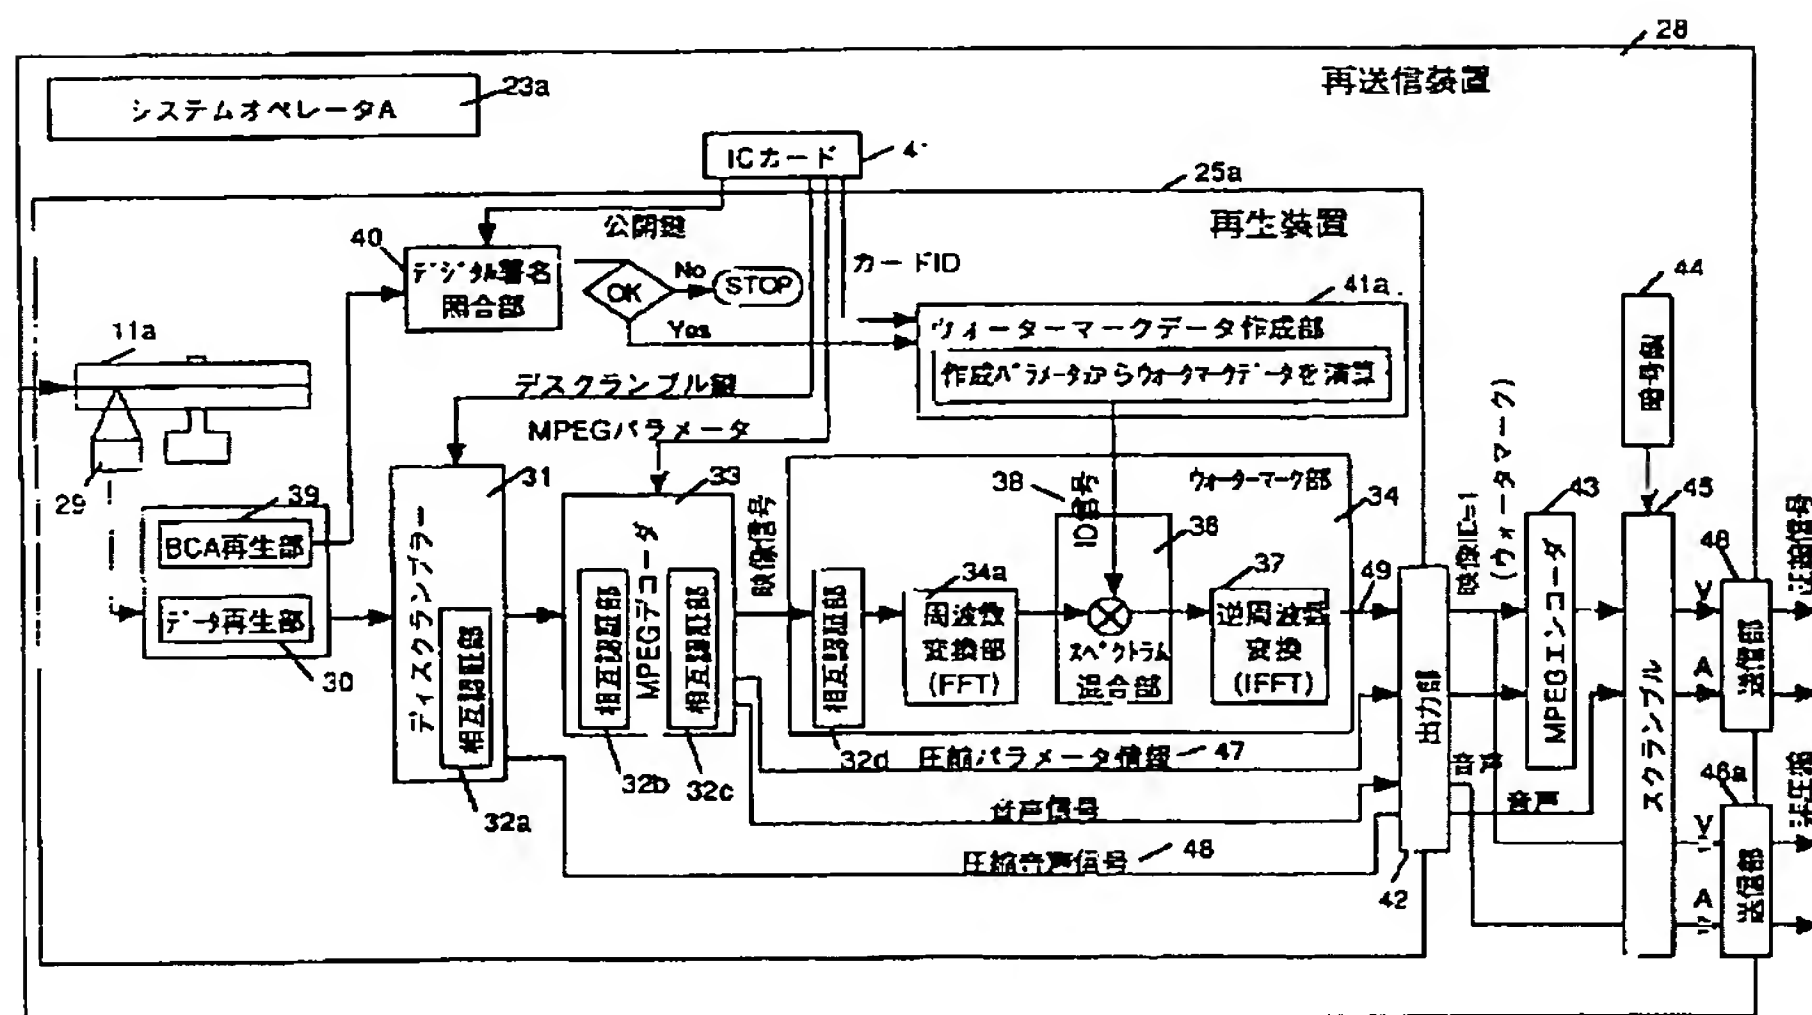 28
再送信装置
システムオペレータA
23a
ICカード
25a
再生装置
公開鍵
カードID
40
デジタル署名
照合部
OK
No
STOP
Yes
41a
ウォーターマークデータ作成部
作成パラメータからウォータマークデータを演算
44
暗号部
11a
29
デスクランブル鍵
MPEGパラメータ
39
BCA再生部
データ再生部
30
31
ディスクランブラー
相互認証部
32a
33
MPEGデコーダ
相互認証部
相互認証部
32b
32c
映像信号
ウォーターマーク部
34
相互認証部
32d
34a
周波数
変換部
(FFT)
38
ID信号
36
スペクトラム
混合部
37
逆周波数
変換
(IFFT)
49
圧縮パラメータ情報
47
音声信号
圧縮音声信号
48
出力部
42
映像ID=1
(ウォータマーク)
43
MPEGエンコーダ
音声
音声
45
スクランブル
V
A
送信部
圧縮信号
46a
V
A
送信部
非圧縮